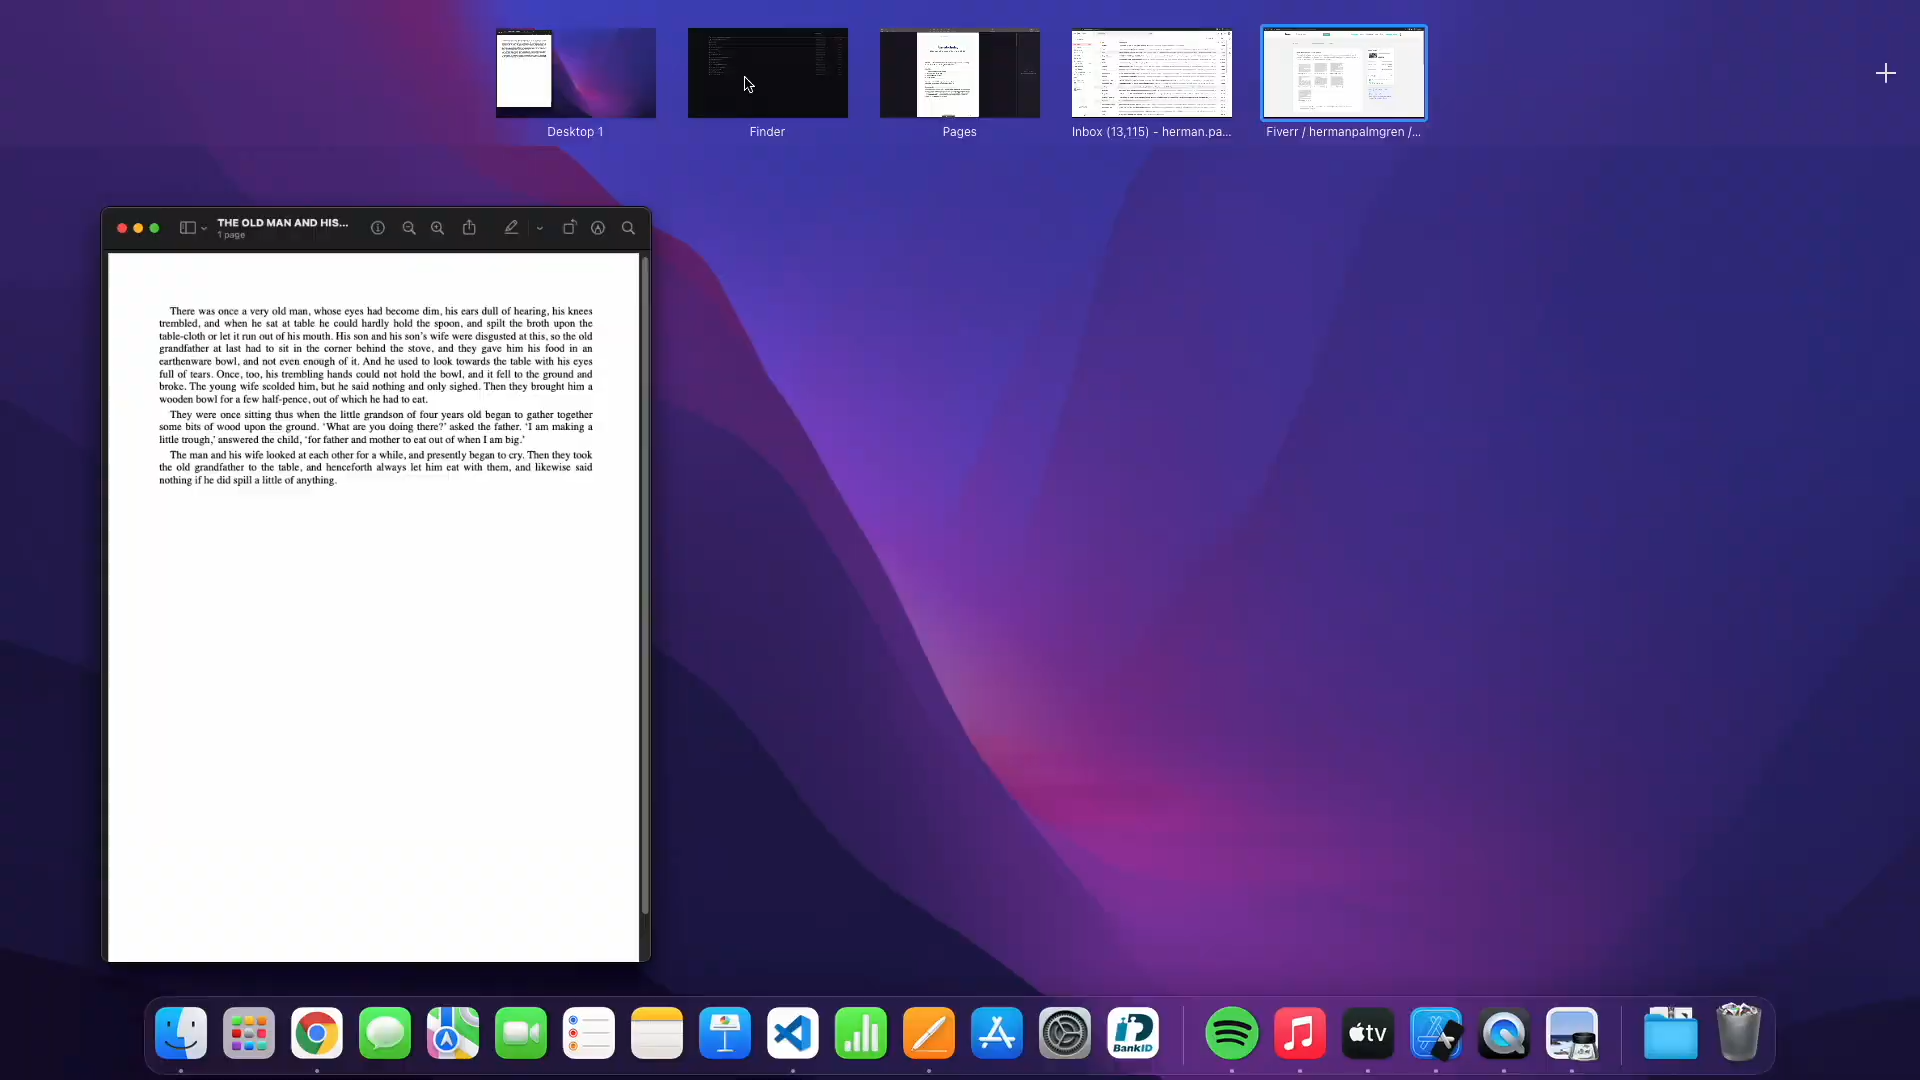 Desktop 1
Finder
Pages
Inbox (13,115) - herman.pa...
Fiverr / hermanpalmgren /...
THE OLD MAN AND HIS...
1 page
There was once a very old man, whose eyes had become dim, his ears dull of hearing, his knees
trembled, and when he sat at table he could hardly hold the spoon, and spilt the broth upon the
table-cloth or let it run out of his mouth. His son and his son's wife were disgusted at this, so the old
grandfather at last had to sit in the corner behind the stove, and they gave him his food in an
earthenware bowl, and not even enough of it. And he used to look towards the table with his eyes
full of tears. Once, too, his trembling hands could not hold the bowl, and it fell to the ground and
broke. The young wife scolded him, but he said nothing and only sighed. Then they brought him a
wooden bowl for a few half-pence, out of which he had to eat.
They were once sitting thus when the little grandson of four years old began to gather together
some bits of wood upon the ground. ‘What are you doing there?’ asked the father. ‘I am making a
little trough,’ answered the child, ‘for father and mother to eat out of when I am big.’
The man and his wife looked at each other for a while, and presently began to cry. Then they took
the old grandfather to the table, and henceforth always let him eat with them, and likewise said
nothing if he did spill a little of anything.
tv
BankID